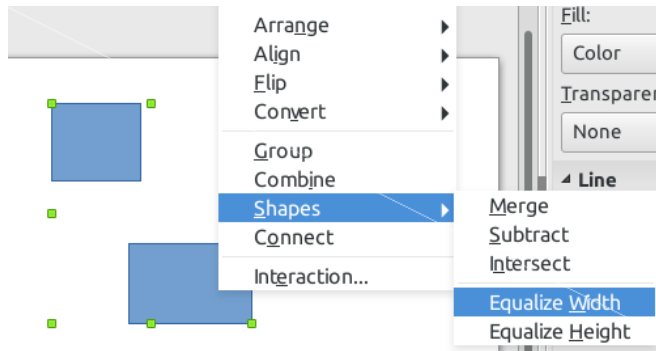 Arrange
Align
Flip
Convert
Group
Combine
Shapes
Connect
Interaction...
Merge
Subtract
Intersect
Equalize Width
Equalize Height
Fill:
Color
Transparen
None
Line